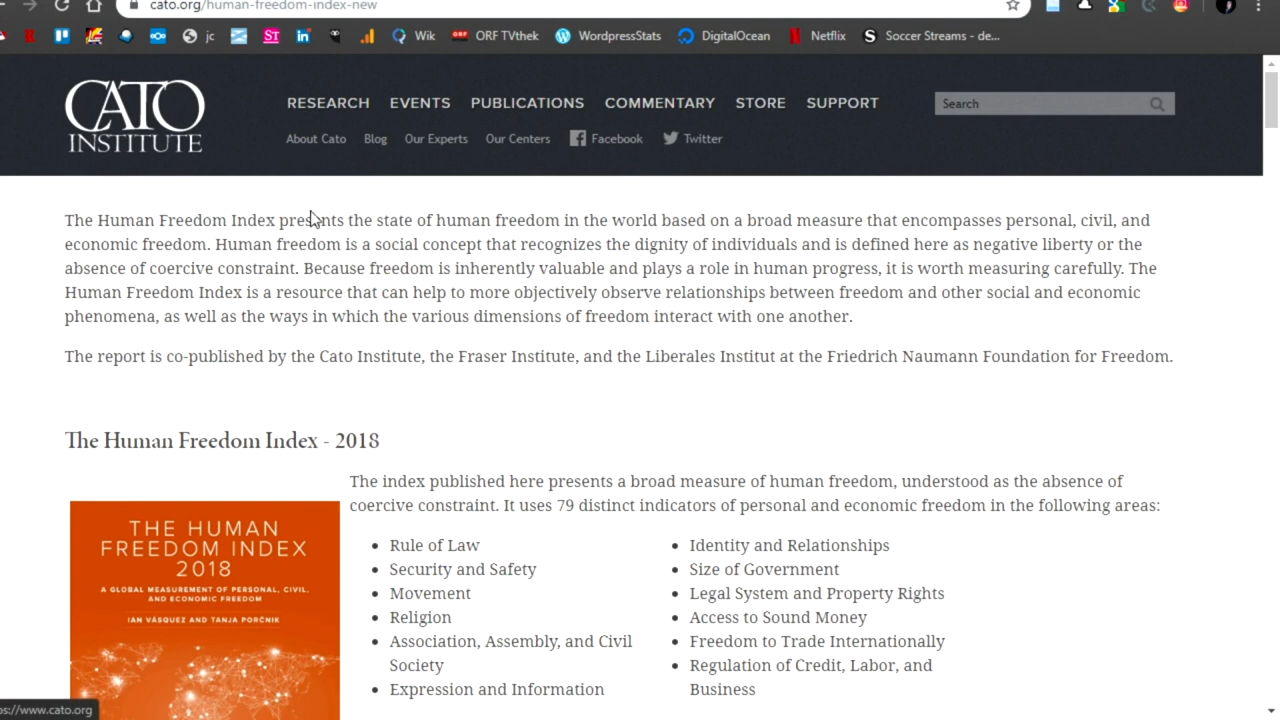 cato.org/human-freedom-index-new
jc
Wik
ORF TVthek
WordpressStats
DigitalOcean
Netflix
Soccer Streams - de...
CATO
INSTITUTE
RESEARCH EVENTS PUBLICATIONS COMMENTARY STORE SUPPORT
Search
About Cato Blog Our Experts Our Centers Facebook Twitter
The Human Freedom Index presents the state of human freedom in the world based on a broad measure that encompasses personal, civil, and
economic freedom. Human freedom is a social concept that recognizes the dignity of individuals and is defined here as negative liberty or the
absence of coercive constraint. Because freedom is inherently valuable and plays a role in human progress, it is worth measuring carefully. The
Human Freedom Index is a resource that can help to more objectively observe relationships between freedom and other social and economic
phenomena, as well as the ways in which the various dimensions of freedom interact with one another.
The report is co-published by the Cato Institute, the Fraser Institute, and the Liberales Institut at the Friedrich Naumann Foundation for Freedom.
The Human Freedom Index - 2018
The index published here presents a broad measure of human freedom, understood as the absence of
coercive constraint. It uses 79 distinct indicators of personal and economic freedom in the following areas:
Rule of Law
Security and Safety
Movement
Religion
Association, Assembly, and Civil
Society
Expression and Information
Identity and Relationships
Size of Government
Legal System and Property Rights
Access to Sound Money
Freedom to Trade Internationally
Regulation of Credit, Labor, and
Business
THE HUMAN
FREEDOM INDEX
2018
A GLOBAL MEASUREMENT OF PERSONAL, CIVIL,
AND ECONOMIC FREEDOM
IAN VÁSQUEZ AND TANJA PORČNIK
ps://www.cato.org